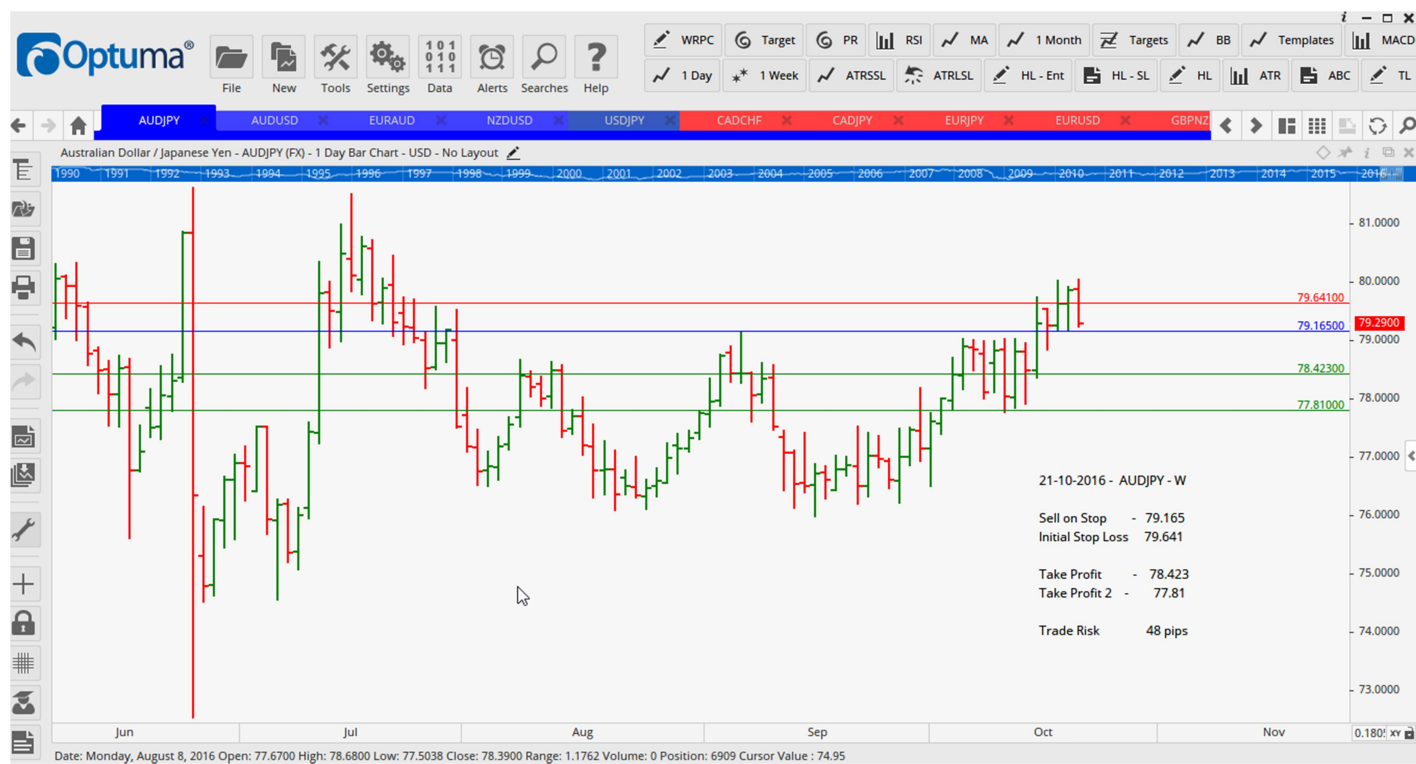 i
Optuma®
File New Tools Settings Data Alerts Searches Help
101
010
111
WRPC Target PR RSI MA 1 Month Targets BB Templates MACD
1 Day 1 Week ATRSSL ATRLSL HL - Ent HL - SL HL ATR ABC TL
AUDJPY AUDUSD EURAUD NZDUSD USDJPY CADCHF CADJPY EURJPY EURUSD GBPNZ
Australian Dollar / Japanese Yen - AUDJPY (FX) - 1 Day Bar Chart - USD - No Layout
1990 1991 1992 1993 1994 1995 1996 1997 1998 1999 2000 2001 2002 2003 2004 2005 2006 2007 2008 2009 2010 2011 2012 2013 2014 2015 2016
81.0000
80.0000
79.64100
79.16500 79.2900
79.0000
78.42300
78.0000
77.81000
77.0000
21-10-2016 - AUDJPY - W
76.0000
Sell on Stop - 79.165
Initial Stop Loss 79.641
75.0000
Take Profit - 78.423
Take Profit 2 - 77.81
74.0000
Trade Risk 48 pips
73.0000
Jun Jul Aug Sep Oct Nov
XY
Date: Monday, August 8, 2016 Open: 77.6700 High: 78.6800 Low: 77.5038 Close: 78.3900 Range: 1.1762 Volume: 0 Position: 6909 Cursor Value : 74.95